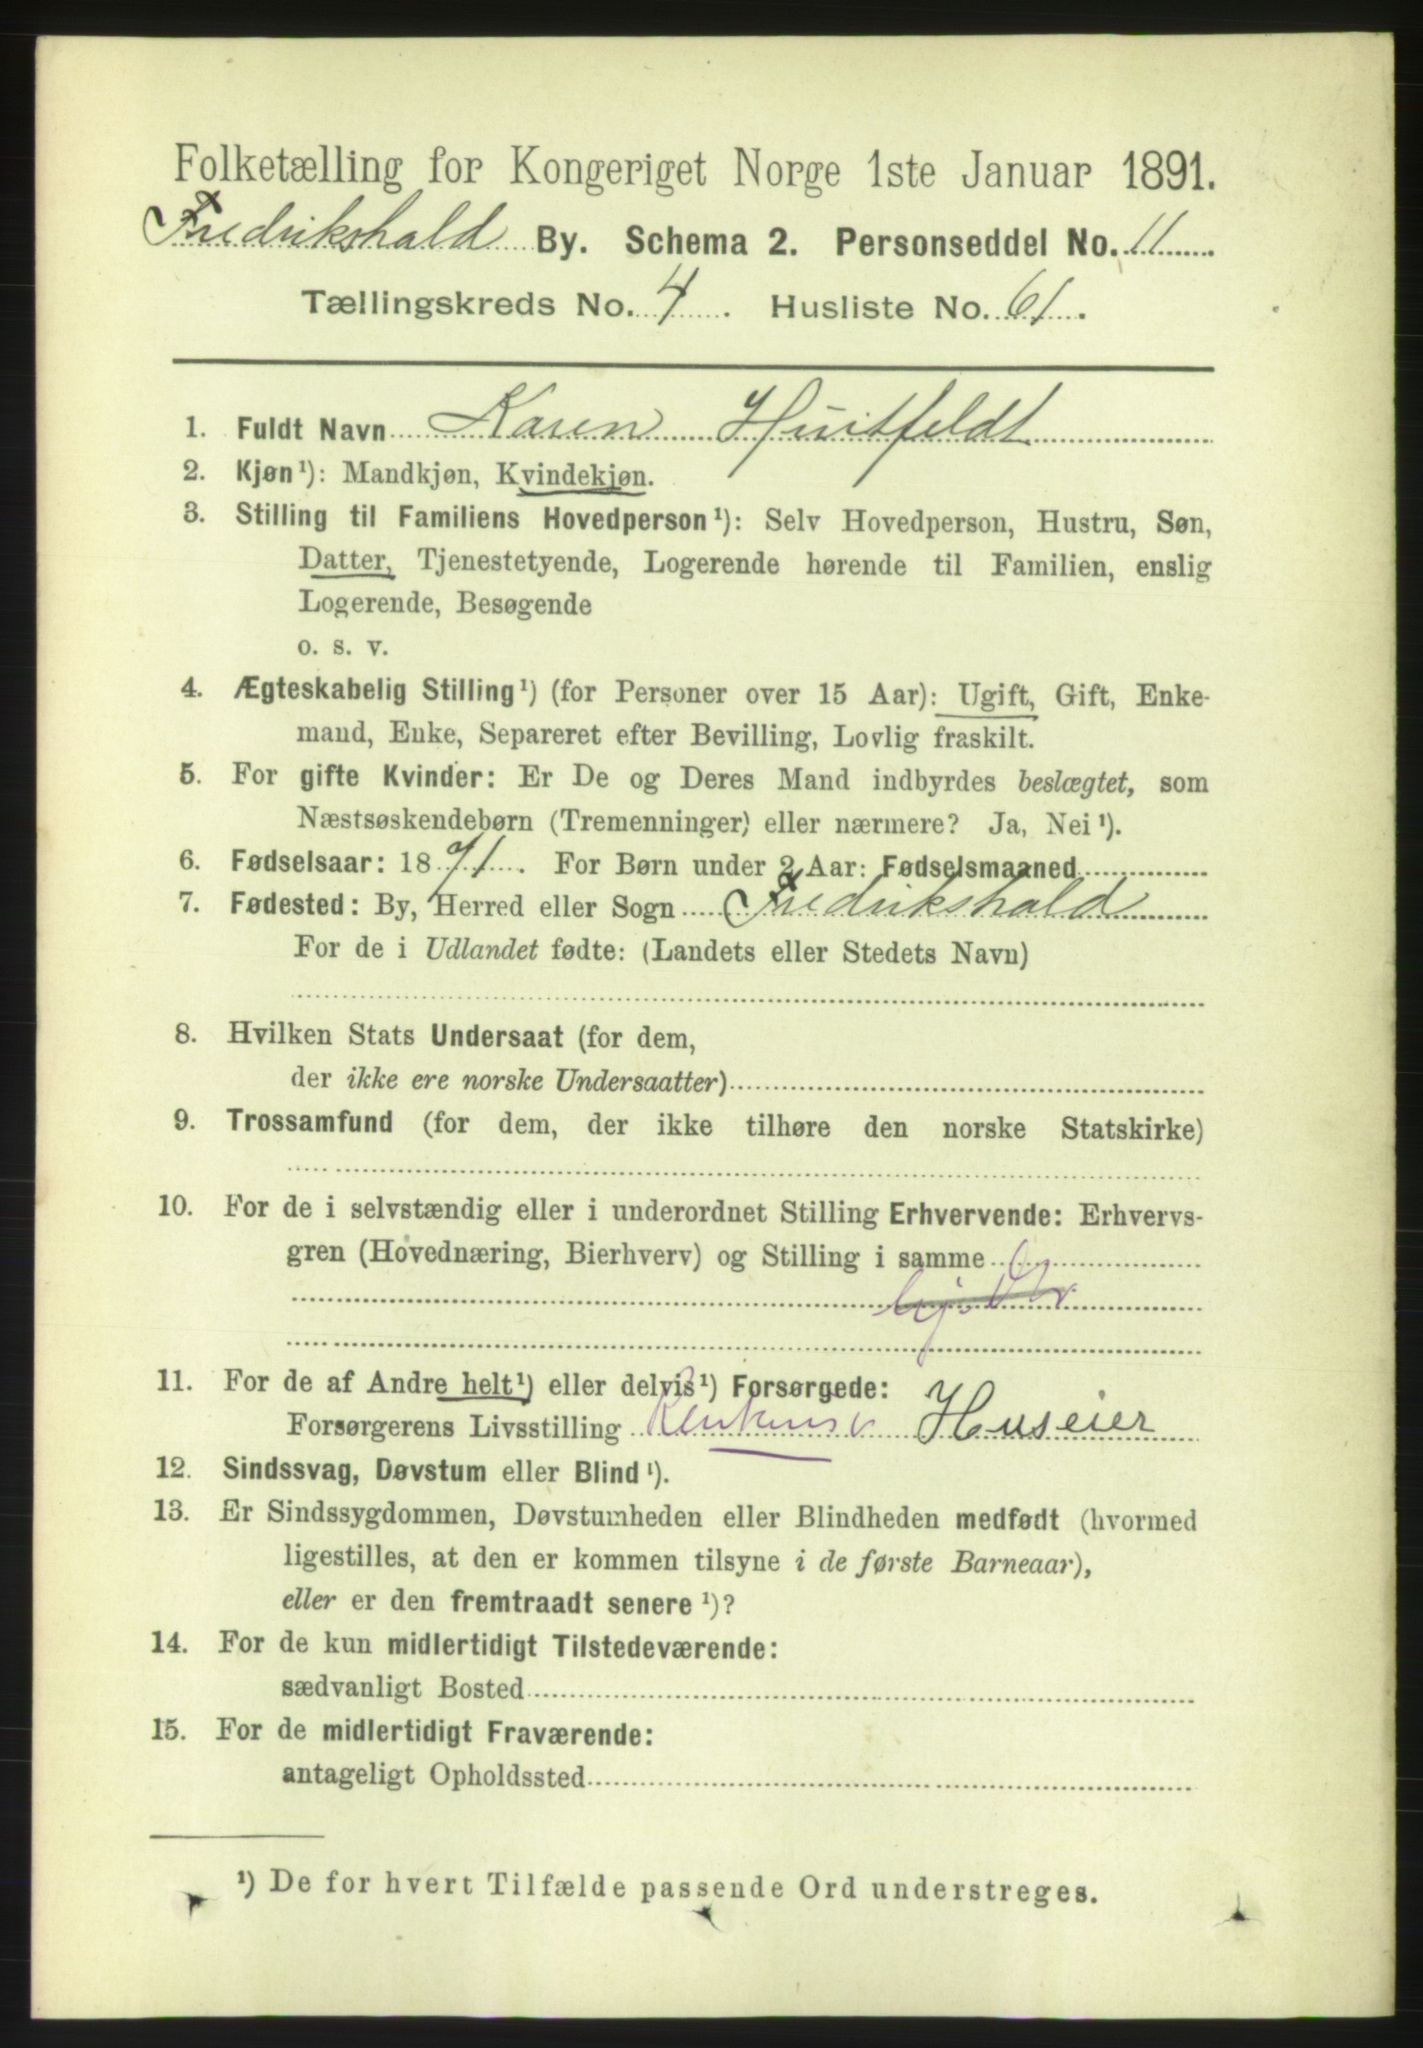 Folketælling for Kongeriget Norge 1ste Januar 1891.
Fredrikshald By. Schema 2. Personseddel No. 11
Tællingskreds No. 4. Husliste No. 61.
1. Fuldt Navn Karen Huitfeldt
2. Kjøn¹): Mandkjøn, Kvindekjøn.
3. Stilling til Familiens Hovedperson¹): Selv Hovedperson, Hustru, Søn,
Datter, Tjenestetyende, Logerende hørende til Familien, enslig
Logerende, Besøgende
o. s. v.
4. Ægteskabelig Stilling¹) (for Personer over 15 Aar): Ugift, Gift, Enke-
mand, Enke, Separeret efter Bevilling, Lovlig fraskilt.
5. For gifte Kvinder: Er De og Deres Mand indbyrdes beslægtet, som
Næstsøskendebørn (Tremenninger) eller nærmere? Ja, Nei¹).
6. Fødselsaar: 1871. For Børn under 2 Aar: Fødselsmaaned
7. Fødested: By, Herred eller Sogn Fredrikshald
For de i Udlandet fødte: (Landets eller Stedets Navn)
8. Hvilken Stats Undersaat (for dem,
der ikke ere norske Undersaatter)
9. Trossamfund (for dem, der ikke tilhøre den norske Statskirke)
10. For de i selvstændig eller i underordnet Stilling Erhvervende: Erhvervs-
gren (Hovednæring, Bierhverv) og Stilling i samme
11. For de af Andre helt¹) eller delvis¹) Forsørgede:
Forsørgerens Livsstilling Huseier
12. Sindssvag, Døvstum eller Blind¹).
13. Er Sindssygdommen, Døvstumheden eller Blindheden medfødt (hvormed
ligestilles, at den er kommen tilsyne i de første Barneaar),
eller er den fremtraadt senere¹)?
14. For de kun midlertidigt Tilstedeværende:
sædvanligt Bosted
15. For de midlertidigt Fraværende:
antageligt Opholdssted
¹) De for hvert Tilfælde passende Ord understreges.